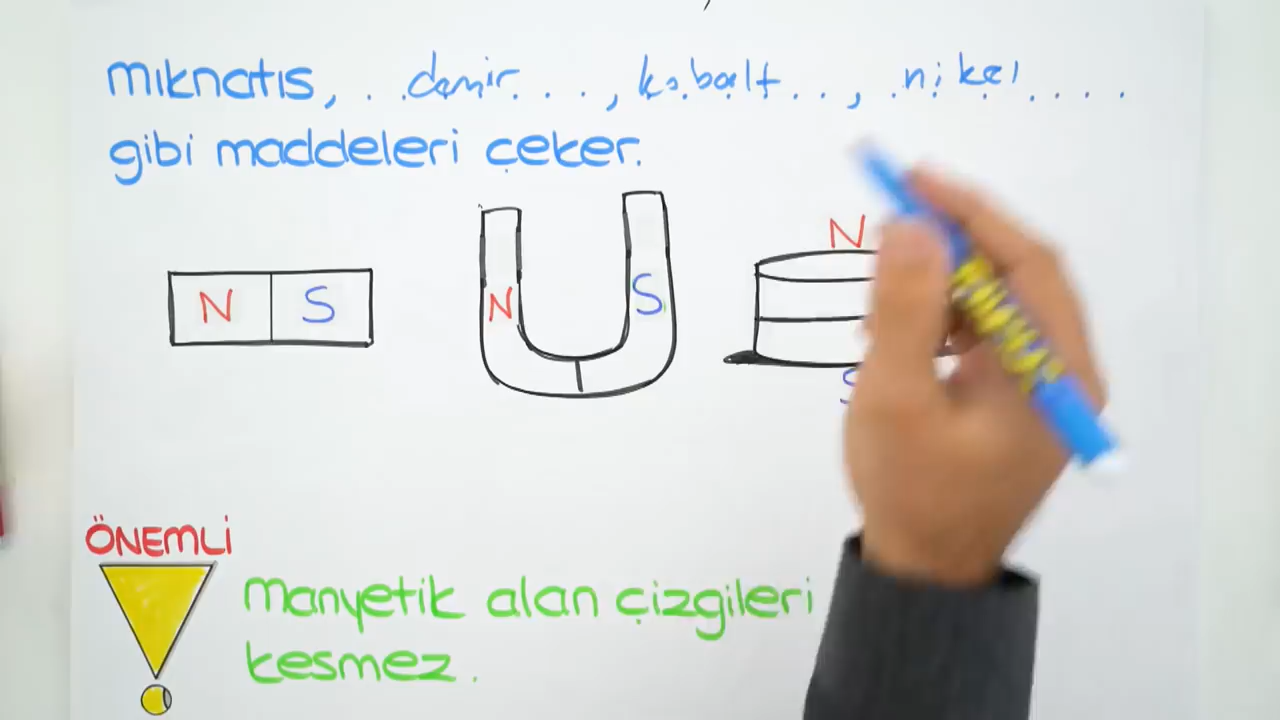 mıknatıs, ..demir..., kobalt.., .nikel....
gibi maddeleri çeker.
N
N S
N S
ÖNEMLİ
Manyetik alan çizgileri
kesmez.